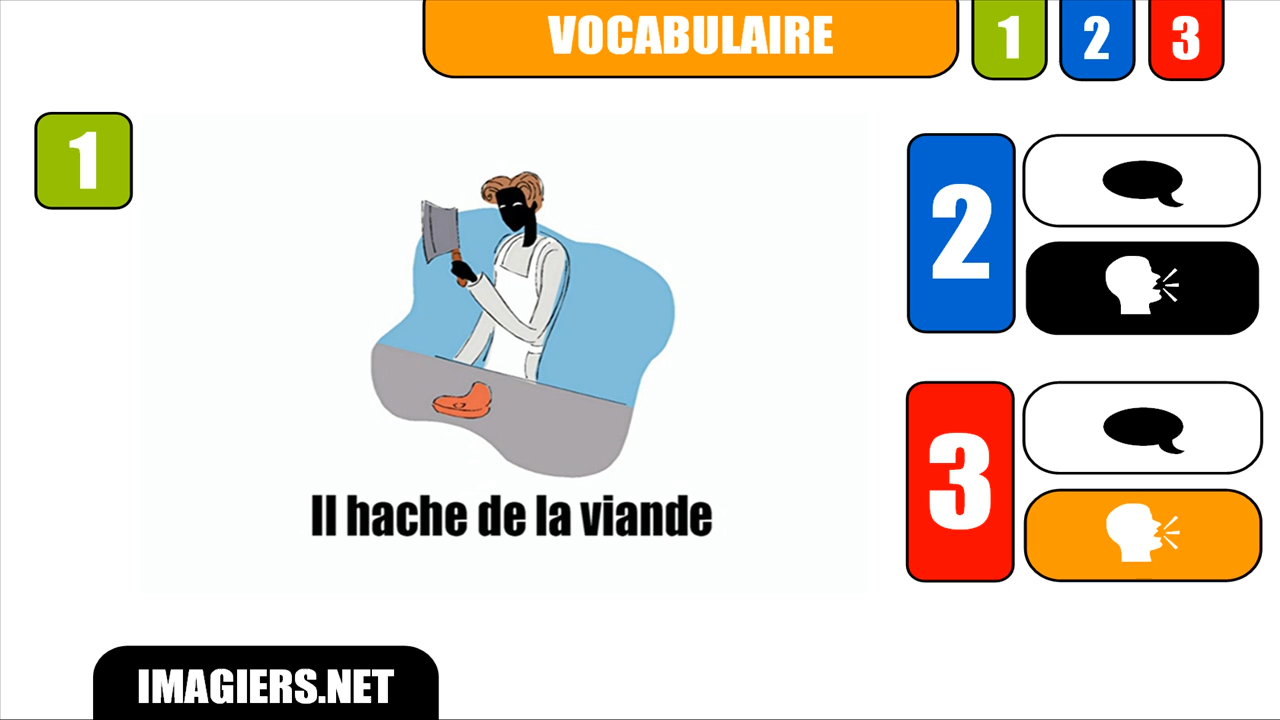 VOCABULAIRE
1
2
3
1
2
3
Il hache de la viande
IMAGIERS.NET